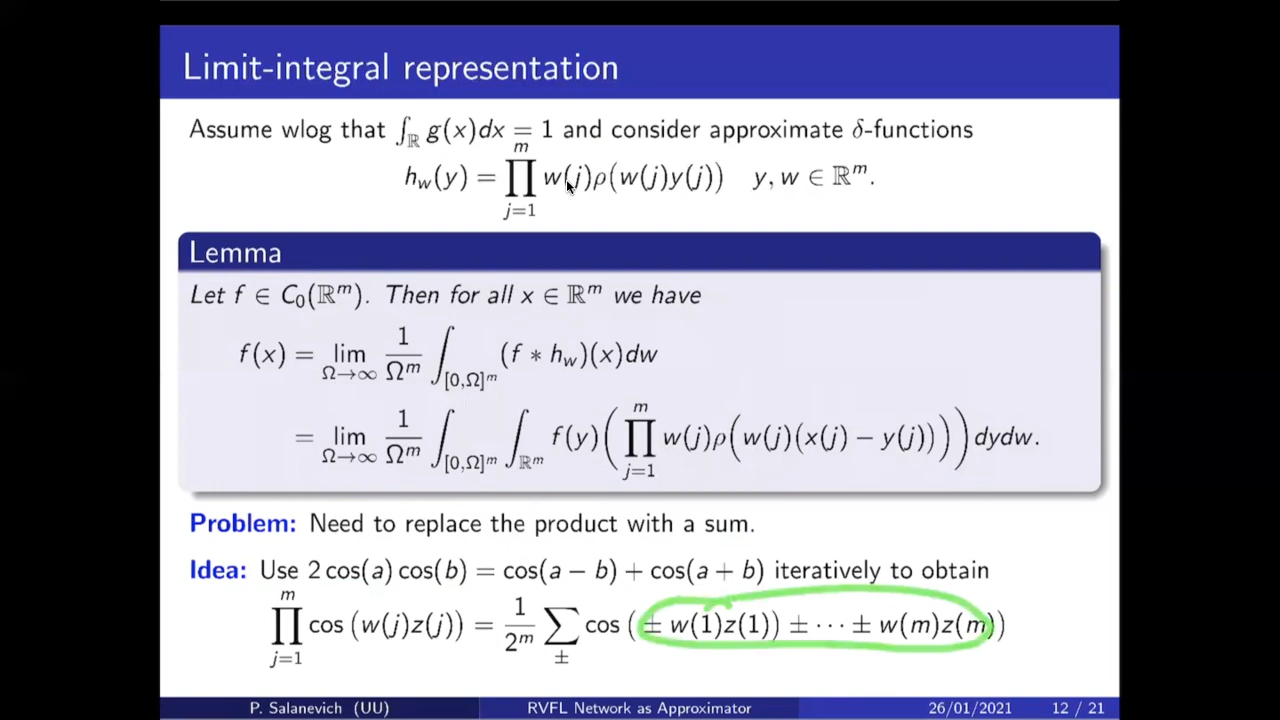 Limit-integral representation
Assume wlog that ∫_ℝ g(x)dx = 1 and consider approximate δ-functions
h_w(y) = ∏_{j=1}^{m} w(j)ρ(w(j)y(j))   y, w ∈ ℝ^m.
Lemma
Let f ∈ C_0(ℝ^m). Then for all x ∈ ℝ^m we have
f(x) = lim_{Ω→∞} 1/Ω^m ∫_{[0,Ω]^m} (f ∗ h_w)(x)dw
= lim_{Ω→∞} 1/Ω^m ∫_{[0,Ω]^m} ∫_{ℝ^m} f(y)(∏_{j=1}^{m} w(j)ρ(w(j)(x(j) − y(j))))dydw.
Problem: Need to replace the product with a sum.
Idea: Use 2 cos(a) cos(b) = cos(a − b) + cos(a + b) iteratively to obtain
∏_{j=1}^{m} cos (w(j)z(j)) = 1/2^m ∑_± cos (± w(1)z(1)) ± ··· ± w(m)z(m))
P. Salanevich (UU) RVFL Network as Approximator 26/01/2021 12 / 21